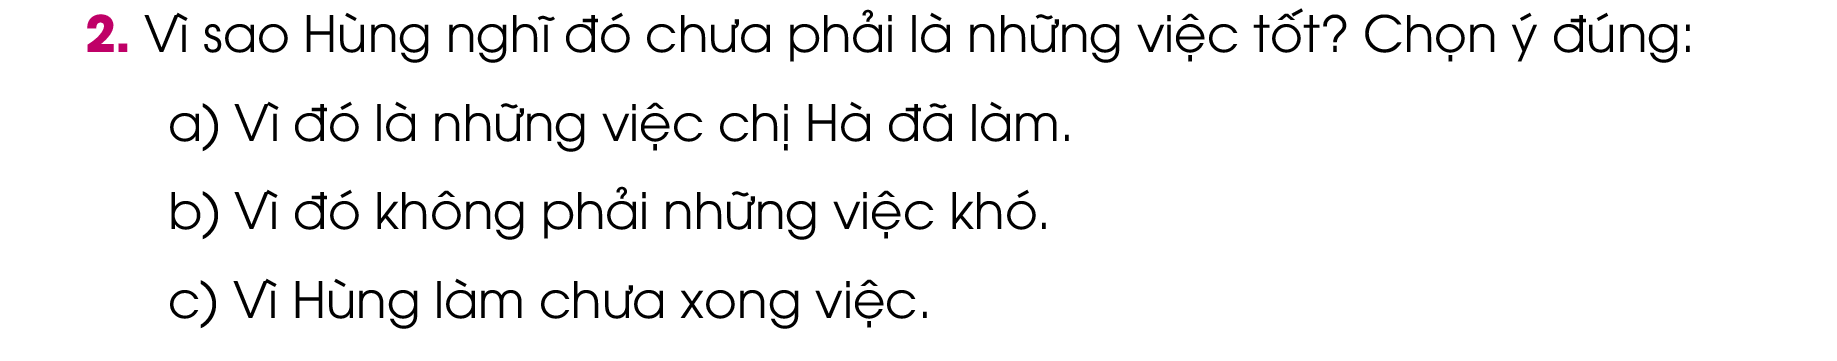 2. Vì sao Hùng nghĩ đó chưa phải là những việc tốt? Chọn ý đúng:
a) Vì đó là những việc chị Hà đã làm.
b) Vì đó không phải những việc khó.
c) Vì Hùng làm chưa xong việc.